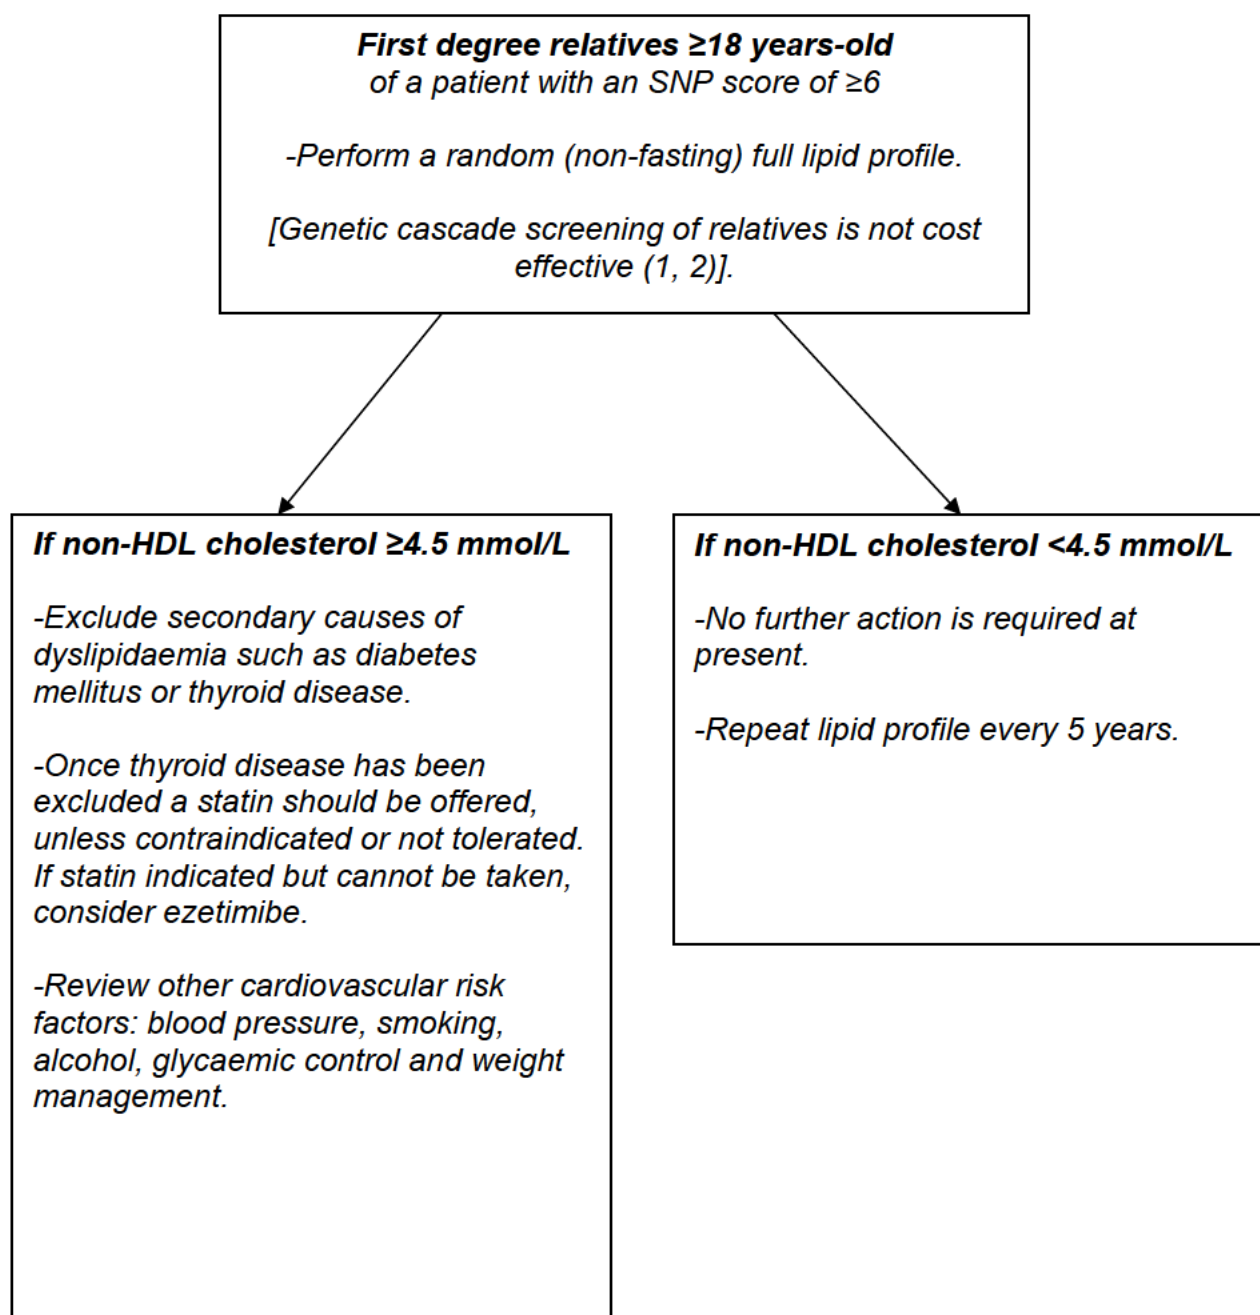 First degree relatives ≥18 years-old
of a patient with an SNP score of ≥6
-Perform a random (non-fasting) full lipid profile.
[Genetic cascade screening of relatives is not cost
effective (1, 2)].
If non-HDL cholesterol ≥4.5 mmol/L
-Exclude secondary causes of
dyslipidaemia such as diabetes
mellitus or thyroid disease.
-Once thyroid disease has been
excluded a statin should be offered,
unless contraindicated or not tolerated.
If statin indicated but cannot be taken,
consider ezetimibe.
-Review other cardiovascular risk
factors: blood pressure, smoking,
alcohol, glycaemic control and weight
management.
If non-HDL cholesterol <4.5 mmol/L
-No further action is required at
present.
-Repeat lipid profile every 5 years.